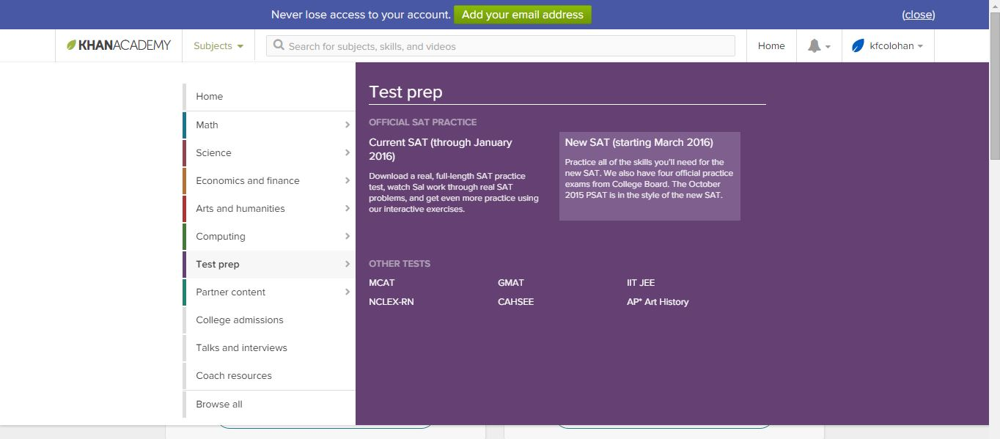 Never lose access to your account. Add your email address (close)
KHANACADEMY Subjects Search for subjects, skills, and videos Home kfcolohan
Home
Math
Science
Economics and finance
Arts and humanities
Computing
Test prep
Partner content
College admissions
Talks and interviews
Coach resources
Browse all
Test prep
OFFICIAL SAT PRACTICE
Current SAT (through January
2016)
Download a real, full-length SAT practice
test, watch Sal work through real SAT
problems, and get even more practice using
our interactive exercises.
New SAT (starting March 2016)
Practice all of the skills you'll need for the
new SAT. We also have four official practice
exams from College Board. The October
2015 PSAT is in the style of the new SAT.
OTHER TESTS
MCAT GMAT IIT JEE
NCLEX-RN CAHSEE AP* Art History